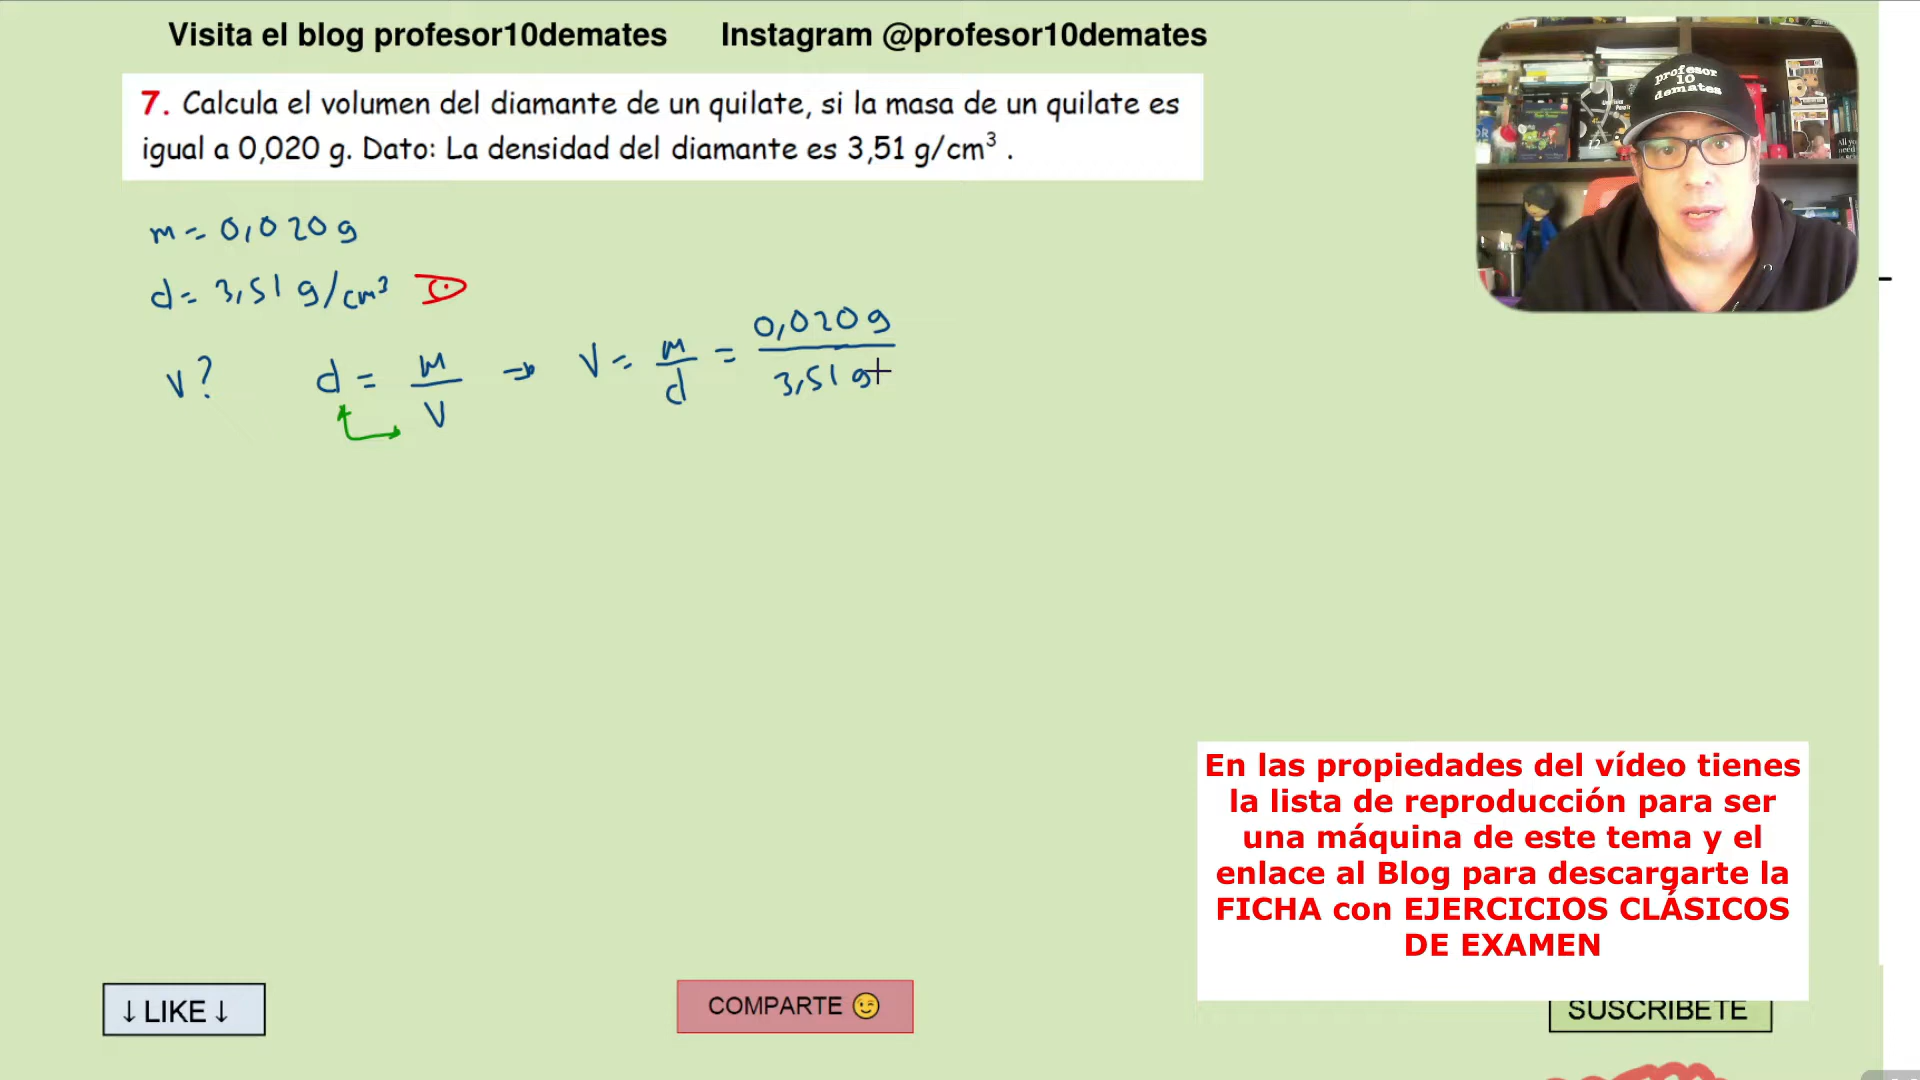 Visita el blog profesor10demates Instagram @profesor10demates
7. Calcula el volumen del diamante de un quilate, si la masa de un quilate es
igual a 0,020 g. Dato: La densidad del diamante es 3,51 g/cm³ .
profesor
10
demates
m = 0,020 g
d = 3,51 g/cm³
V? d = m/V ⇒ V = m/d = 0,020 g / 3,51 g
En las propiedades del vídeo tienes
la lista de reproducción para ser
una máquina de este tema y el
enlace al Blog para descargarte la
FICHA con EJERCICIOS CLÁSICOS
DE EXAMEN
↓ LIKE ↓
COMPARTE 😉
SUSCRIBETE